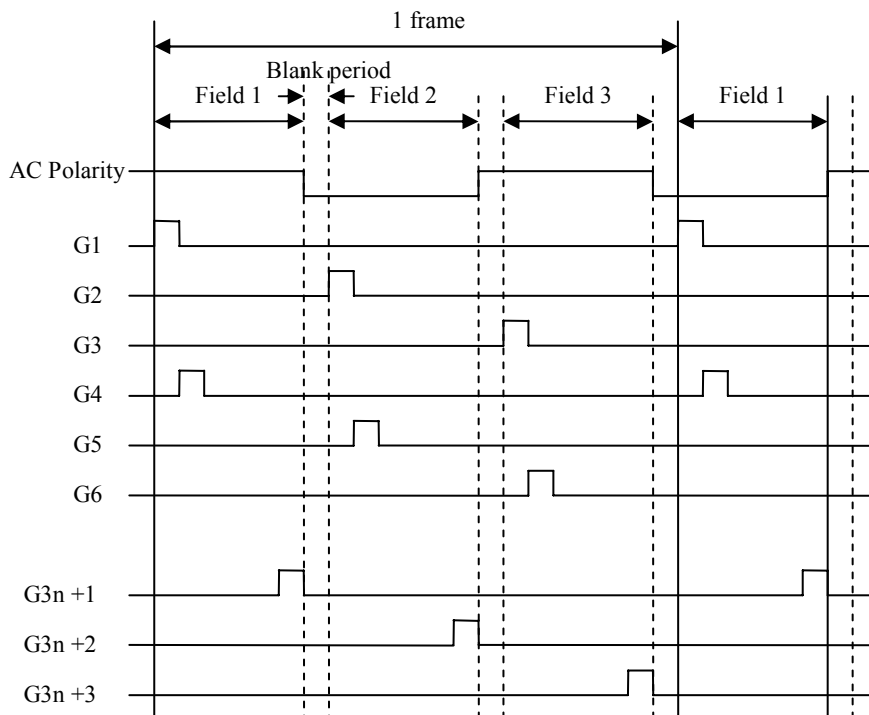 1 frame
Blank period
Field 1 Field 2 Field 3 Field 1
AC Polarity
G1
G2
G3
G4
G5
G6
G3n +1
G3n +2
G3n +3